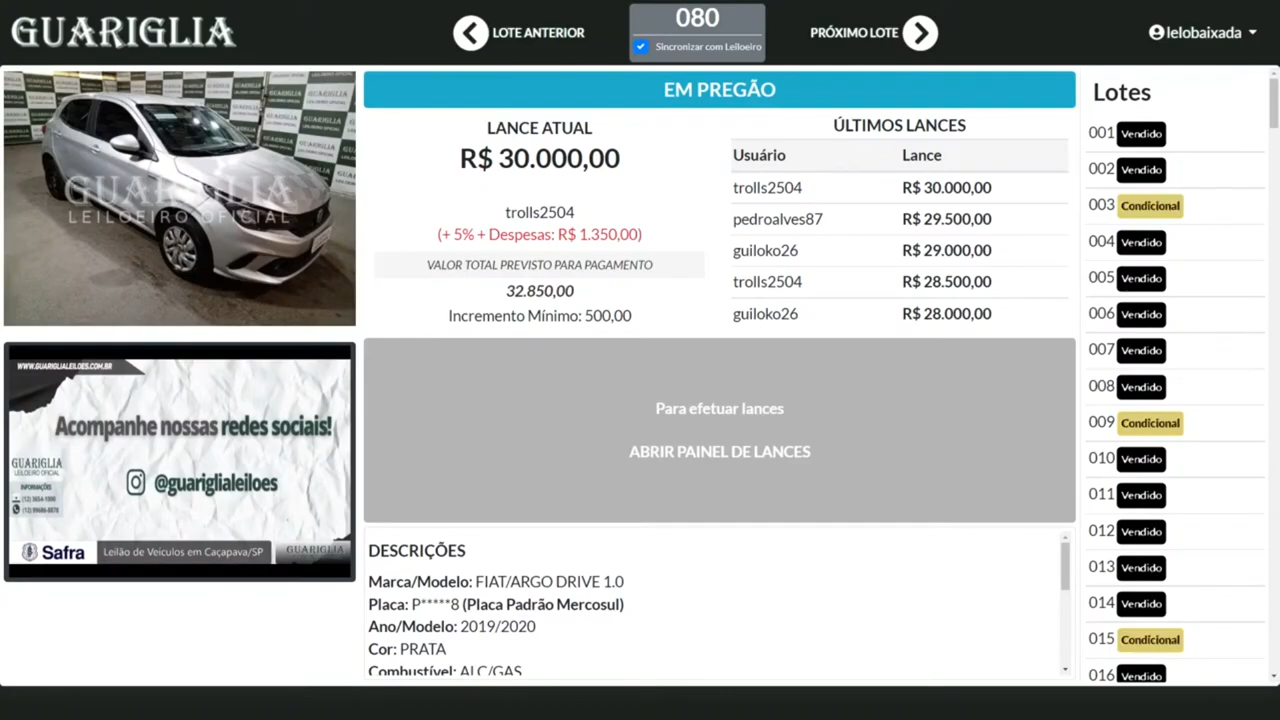 GUARIGLIA
LOTE ANTERIOR
080
Sincronizar com Leiloeiro
PRÓXIMO LOTE
lelobaixada
GUARIGLIA
LEILOEIRO OFICIAL
EM PREGÃO
LANCE ATUAL
R$ 30.000,00
trolls2504
(+ 5% + Despesas: R$ 1.350,00)
VALOR TOTAL PREVISTO PARA PAGAMENTO
32.850,00
Incremento Mínimo: 500,00
ÚLTIMOS LANCES
Usuário Lance
trolls2504 R$ 30.000,00
pedroalves87 R$ 29.500,00
guiloko26 R$ 29.000,00
trolls2504 R$ 28.500,00
guiloko26 R$ 28.000,00
Para efetuar lances
ABRIR PAINEL DE LANCES
WWW.GUARIGLIALEILOES.COM.BR
Acompanhe nossas redes sociais!
@guariglialeiloes
GUARIGLIA
LEILOEIRO OFICIAL
INFORMAÇÕES
(12) 3654-1000
Safra
Leilão de Veículos em Caçapava/SP
GUARIGLIA
DESCRIÇÕES
Marca/Modelo: FIAT/ARGO DRIVE 1.0
Placa: P*****8 (Placa Padrão Mercosul)
Ano/Modelo: 2019/2020
Cor: PRATA
Combustível: ALC/GAS
Lotes
001 Vendido
002 Vendido
003 Condicional
004 Vendido
005 Vendido
006 Vendido
007 Vendido
008 Vendido
009 Condicional
010 Vendido
011 Vendido
012 Vendido
013 Vendido
014 Vendido
015 Condicional
016 Vendido